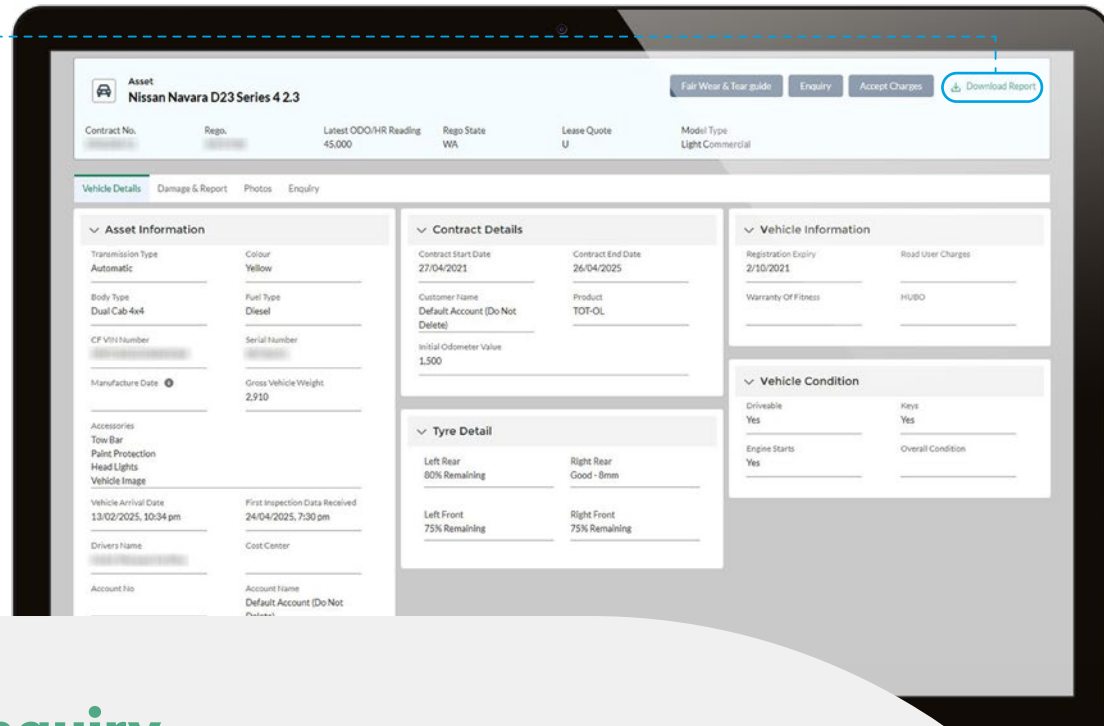 Asset
Nissan Navara D23 Series 4 2.3
Fair Wear & Tear guide
Enquiry
Accept Charges
Download Report
Contract No.
Rego.
Latest ODO/HR Reading
45,000
Rego State
WA
Lease Quote
U
Model Type
Light Commercial
Vehicle Details
Damage & Report
Photos
Enquiry
Asset Information
Transmission Type
Automatic
Colour
Yellow
Body Type
Dual Cab 4x4
Fuel Type
Diesel
CF VIN Number
Serial Number
Manufacture Date
Gross Vehicle Weight
2,910
Accessories
Tow Bar
Paint Protection
Head Lights
Vehicle Image
Vehicle Arrival Date
13/02/2025, 10:34 pm
First Inspection Data Received
24/04/2025, 7:30 pm
Drivers Name
Cost Center
Account No
Account Name
Default Account (Do Not
Delete)
Contract Details
Contract Start Date
27/04/2021
Contract End Date
26/04/2025
Customer Name
Default Account (Do Not
Delete)
Product
TOT-OL
Initial Odometer Value
1,500
Tyre Detail
Left Rear
80% Remaining
Right Rear
Good - 8mm
Left Front
75% Remaining
Right Front
75% Remaining
Vehicle Information
Registration Expiry
2/10/2021
Road User Charges
Warranty Of Fitness
HUBO
Vehicle Condition
Driveable
Yes
Keys
Yes
Engine Starts
Yes
Overall Condition